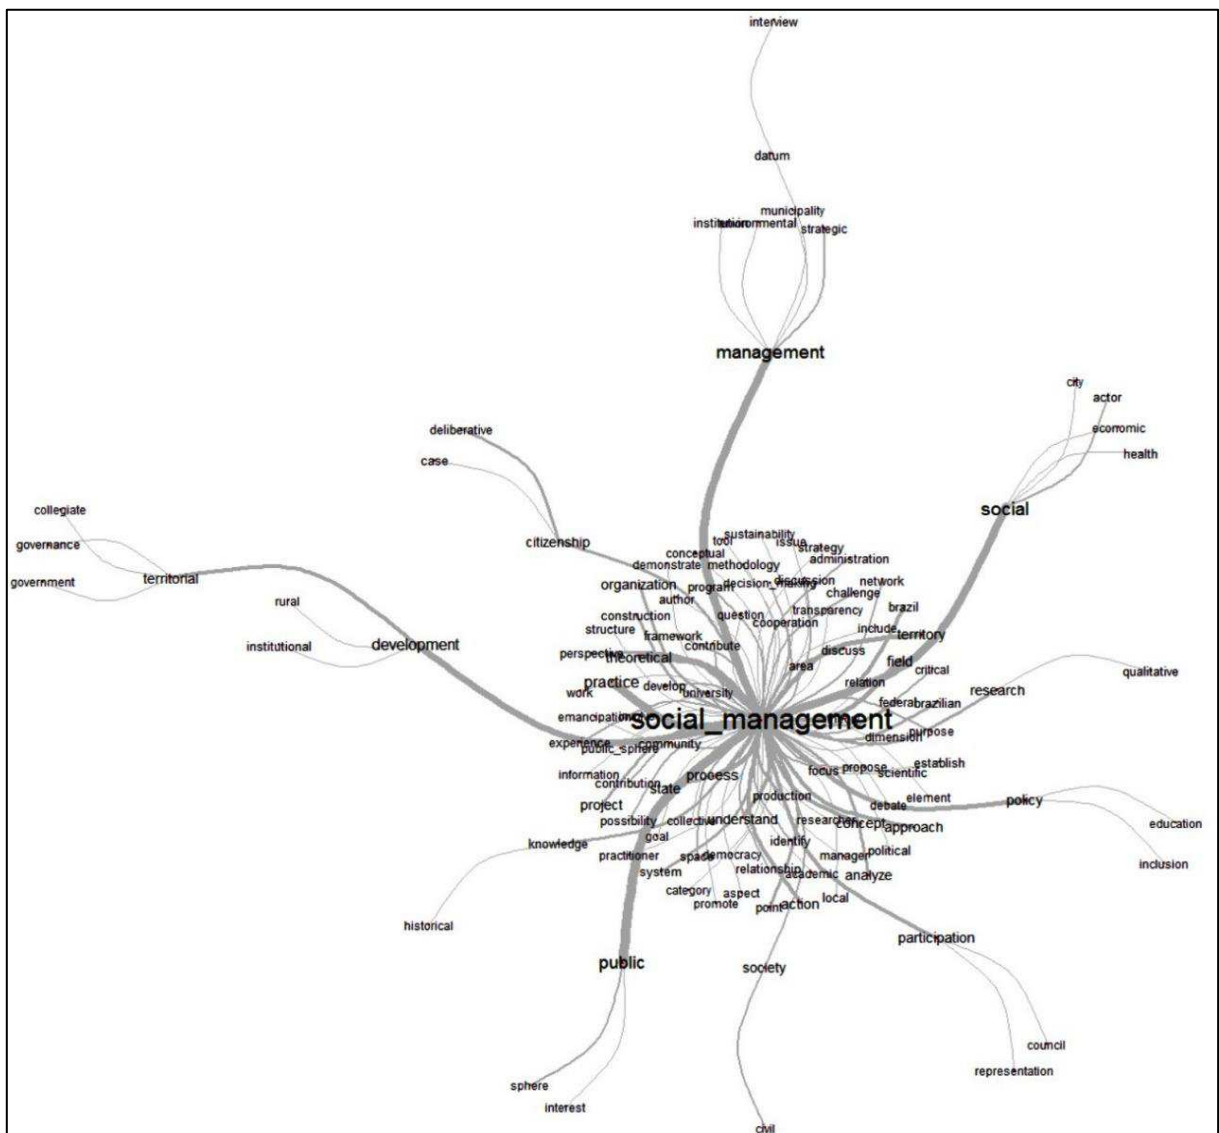 interview
datum
municipality
institution
environmental
strategic
management
city
actor
economic
health
social
deliberative
case
citizenship
collegiate
governance
government
territorial
rural
institutional
development
sustainability
tool
issue
strategy
conceptual
administration
demonstrate
methodology
organization
program
decision_making
discussion
network
author
challenge
construction
question
transparency
brazil
cooperation
structure
framework
contribute
include
territory
perspective
theoretical
area
discuss
field
critical
practice
develop
university
relation
research
qualitative
work
federal
brazilian
emancipation
social_management
experience
public_sphere
community
dimension
purpose
information
contribution
state
process
focus
propose
scientific
establish
project
production
debate
element
policy
possibility
collective
understand
researcher
concept
approach
education
knowledge
goal
identify
practitioner
space
democracy
manager
political
inclusion
system
relationship
academic
analyze
category
aspect
promote
point
action
local
historical
participation
public
society
council
representation
sphere
interest
civil